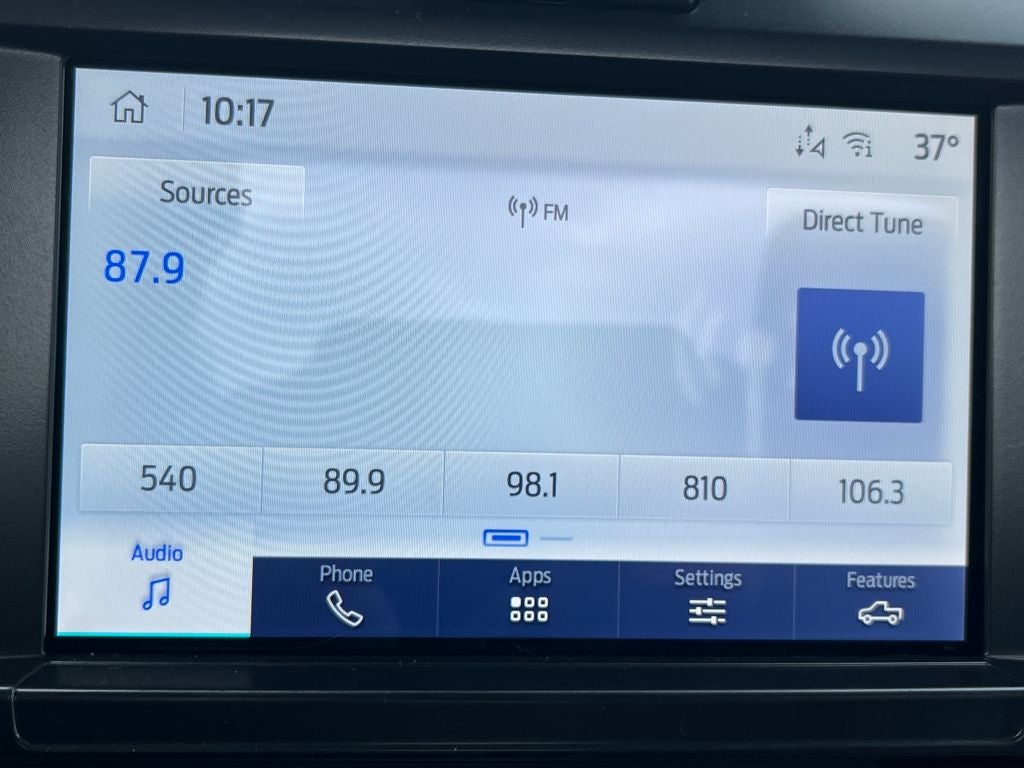 10:17
37°
Sources
FM
Direct Tune
87.9
540 89.9 98.1 810 106.3
Audio Phone Apps Settings Features